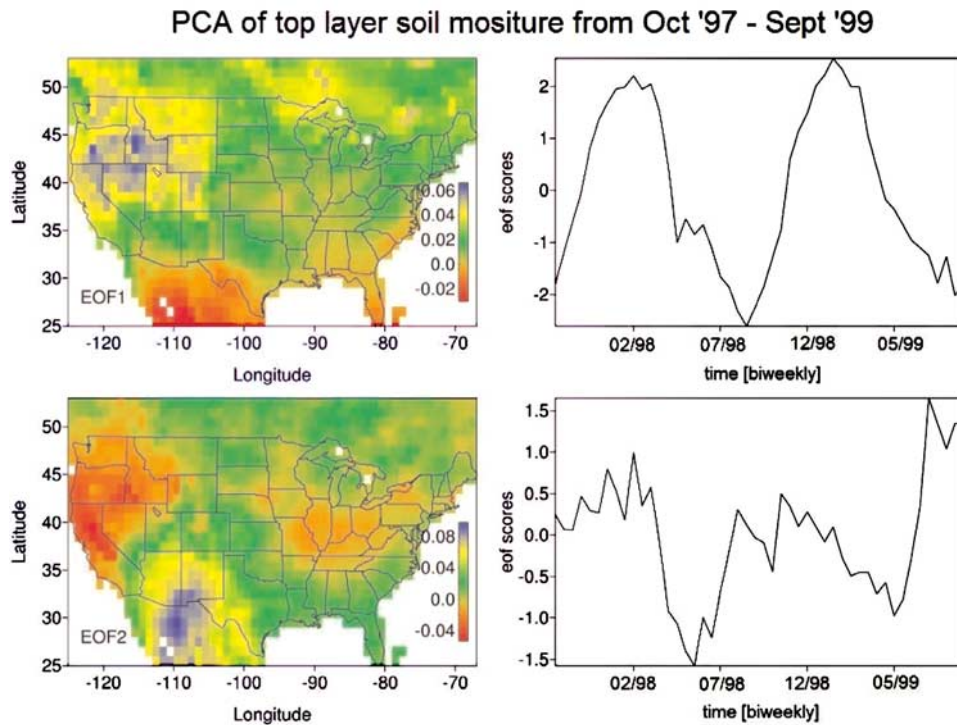 PCA of top layer soil mositure from Oct '97 - Sept '99
50
45
40
35
30
25
Latitude
0.06
0.04
0.02
0.0
-0.02
EOF1
-120 -110 -100 -90 -80 -70
Longitude
2
1
0
-1
-2
eof scores
02/98 07/98 12/98 05/99
time [biweekly]
50
45
40
35
30
25
Latitude
0.08
0.04
0.0
-0.04
EOF2
-120 -110 -100 -90 -80 -70
Longitude
1.5
1.0
0.5
0.0
-0.5
-1.0
-1.5
eof scores
02/98 07/98 12/98 05/99
time [biweekly]